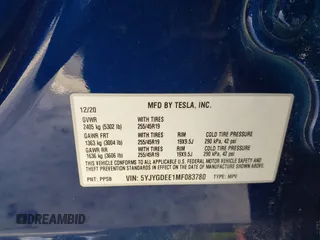 MFD BY TESLA, INC.
12/20
GVWR WITH TIRES
2405 kg (5302 lb) 255/45R19
GAWR FRT WITH TIRES RIM COLD TIRE PRESSURE
1363 kg (3004 lb) 255/45R19 19X9.5J 290 kPa, 42 psi
GAWR RR WITH TIRES RIM COLD TIRE PRESSURE
1636 kg (3606 lb) 255/45R19 19X9.5J 290 kPa, 42 psi
THIS VEHICLE CONFORMS TO ALL APPLICABLE U.S. FEDERAL MOTOR VEHICLE SAFETY
AND THEFT PREVENTION STANDARDS IN EFFECT ON THE DATE OF MANUFACTURE SHOWN ABOVE.
PNT: PPSB VIN: 5YJYGDEE1MF083780 TYPE: MPV
DREAMBID